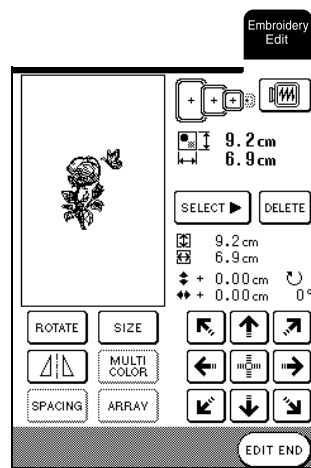 Embroidery
Edit
9.2cm
6.9cm
SELECT
DELETE
9.2cm
6.9cm
+ 0.00cm
+ 0.00cm 0°
ROTATE SIZE
MULTI
COLOR
SPACING ARRAY
EDIT END